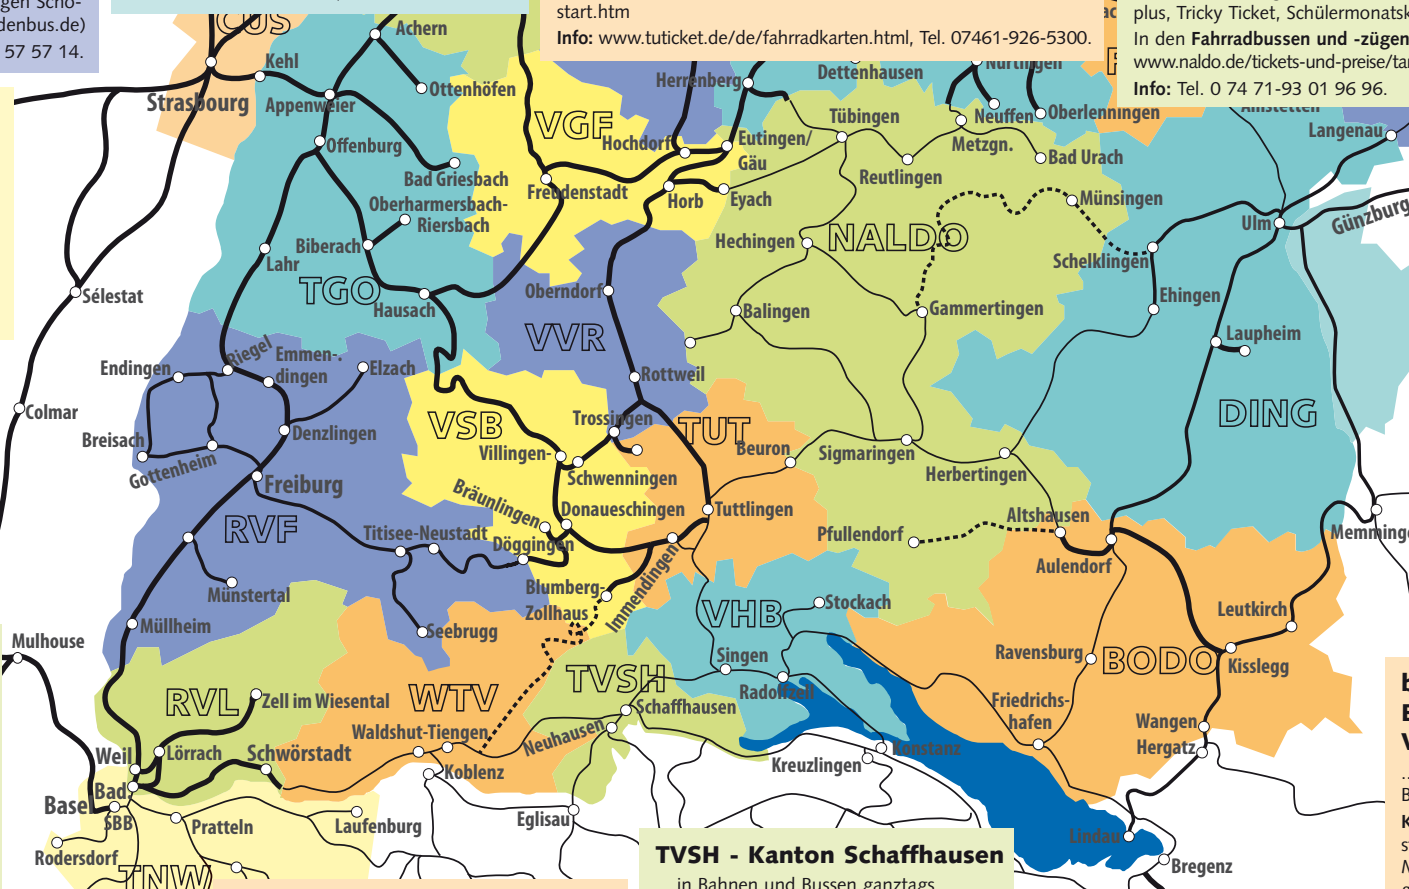 gen Scho-
denbus.de)
57 57 14.
start.htm
Info: www.tuticket.de/de/fahrradkarten.html, Tel. 07461-926-5300.
plus, Tricky Ticket, Schülermonatsk
In den Fahrradbussen und -zügen
www.naldo.de/tickets-und-preise/tar
Info: Tel. 0 74 71-93 01 96 96.
CUS
Achern
Kehl
Strasbourg
Appenweier
Ottenhöfen
Offenburg
Bad Griesbach
Oberharmersbach-
Riersbach
Biberach
Lahr
TGO
Hausach
Sélestat
VGF
Hochdorf
Freudenstadt
Herrenberg
Eutingen/
Gäu
Horb
Eyach
Dettenhausen
Tübingen
Nürtingen
Neuffen
Oberlenningen
Metzgn.
Reutlingen
Bad Urach
Münsingen
Amstetten
Langenau
Ulm
Günzburg
Hechingen
NALDO
Schelklingen
Ehingen
Oberndorf
VVR
Balingen
Gammertingen
Laupheim
Endingen
Riegel
Emmen-
dingen
Elzach
Rottweil
Colmar
Breisach
Gottenheim
Denzlingen
Freiburg
VSB
Villingen-
Schwenningen
Trossingen
TUT
Beuron
Sigmaringen
Herbertingen
DING
RVF
Titisee-Neustadt
Bräunlingen
Donaueschingen
Döggingen
Tuttlingen
Pfullendorf
Altshausen
Aulendorf
Memminge
Münstertal
Müllheim
Seebrugg
Blumberg-
Zollhaus
Immendingen
VHB
Stockach
Leutkirch
Mulhouse
RVL
Zell im Wiesental
WTV
TVSH
Singen
Radolfzell
Ravensburg
BODO
Kisslegg
Waldshut-Tiengen
Neuhausen
Schaffhausen
Friedrichs-
hafen
Wangen
Hergatz
Weil
Lörrach
Schwörstadt
Koblenz
Kreuzlingen
Konstanz
Basel
Bad.
SBB
Pratteln
Laufenburg
Eglisau
Lindau
Bregenz
Rodersdorf
TNW
TVSH - Kanton Schaffhausen
in Bahnen und Bussen ganztags